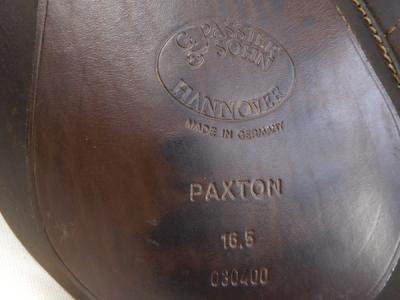 G. PASSIER
& SOHN
HANNOVER
MADE IN GERMANY
PAXTON
16,5
030400